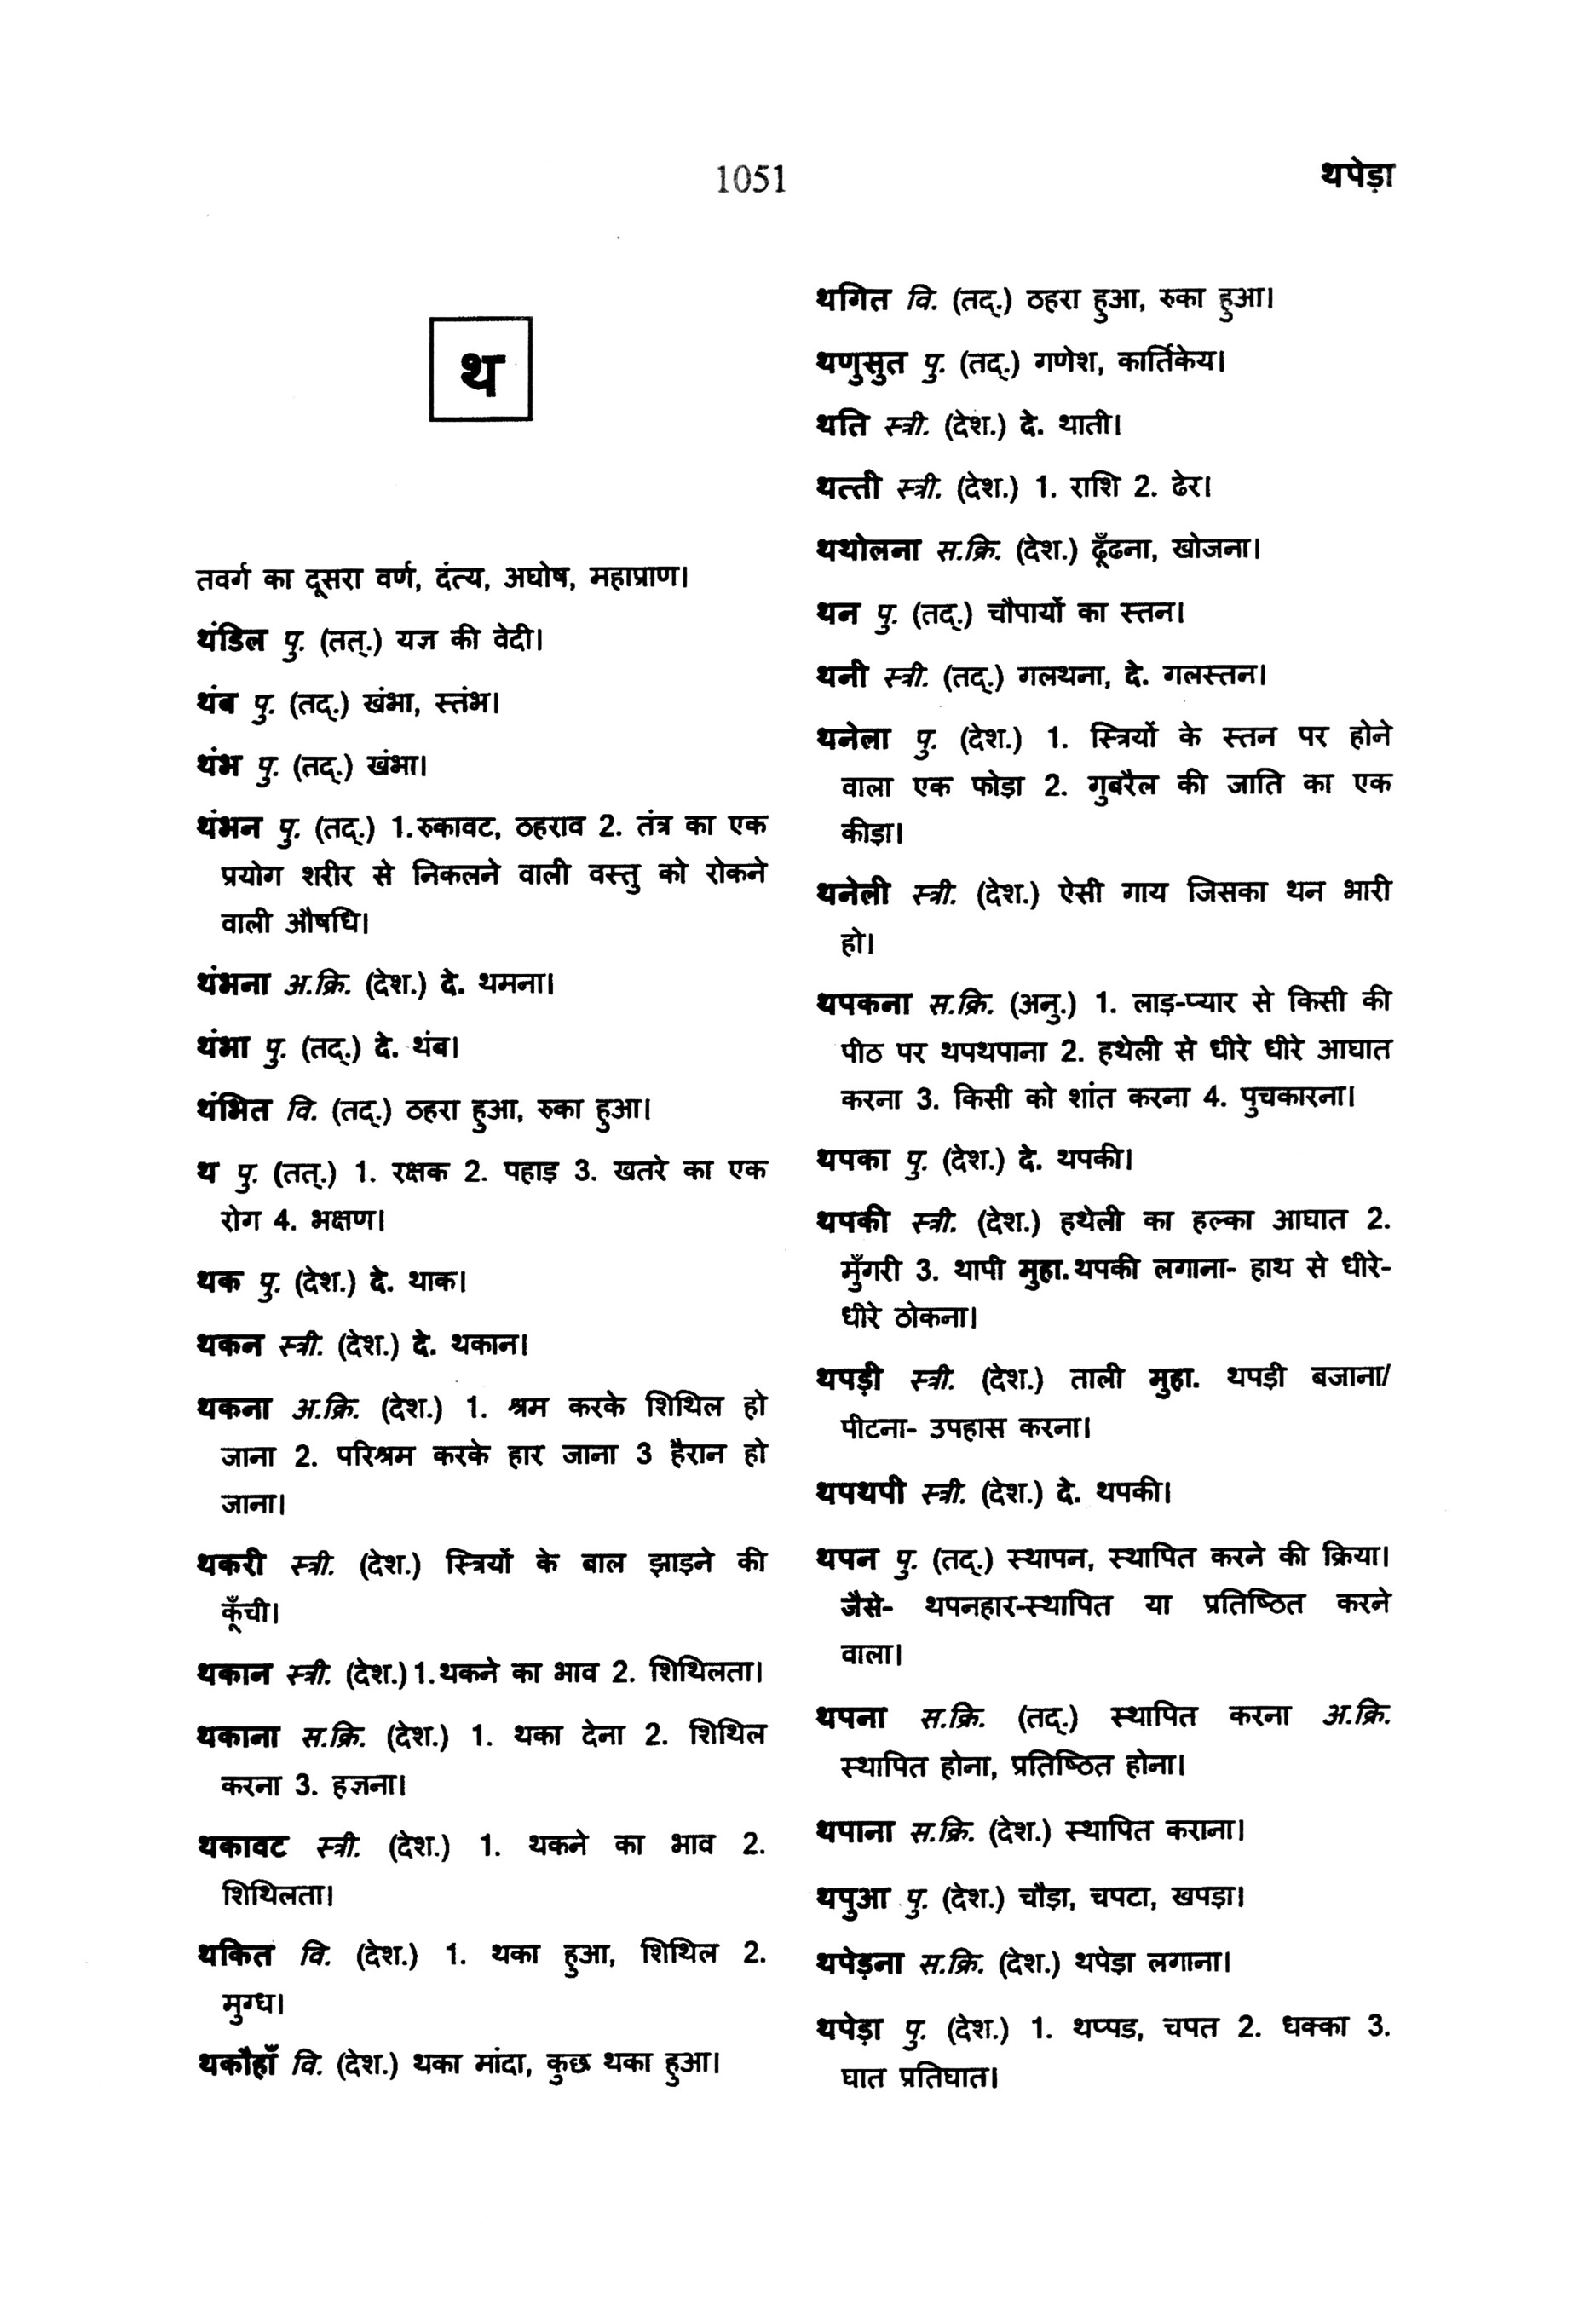 1051
थपेड़ा
थ
तवर्ग का दूसरा वर्ण, दंत्य, अघोष, महाप्राण।
थंडिल पु. (तत्.) यज्ञ की वेदी।
थंब पु. (तद्.) खंभा, स्तंभ।
थंभ पु. (तद्.) खंभा।
थंभन पु. (तद्.) 1.रुकावट, ठहराव 2. तंत्र का एक
प्रयोग शरीर से निकलने वाली वस्तु को रोकने
वाली औषधि।
थंभना अ.क्रि. (देश.) दे. थमना।
थंभा पु. (तद्.) दे. थंब।
थंभित वि. (तद्.) ठहरा हुआ, रुका हुआ।
थ पु. (तत्.) 1. रक्षक 2. पहाड़ 3. खतरे का एक
रोग 4. भक्षण।
थक पु. (देश.) दे. थाक।
थकन स्त्री. (देश.) दे. थकान।
थकना अ.क्रि. (देश.) 1. श्रम करके शिथिल हो
जाना 2. परिश्रम करके हार जाना 3 हैरान हो
जाना।
थकरी स्त्री. (देश.) स्त्रियों के बाल झाड़ने की
कूँची।
थकान स्त्री. (देश.) 1.थकने का भाव 2. शिथिलता।
थकाना स.क्रि. (देश.) 1. थका देना 2. शिथिल
करना 3. हज्ञना।
थकावट स्त्री. (देश.) 1. थकने का भाव 2.
शिथिलता।
थकित वि. (देश.) 1. थका हुआ, शिथिल 2.
मुग्ध।
थकौहाँ वि. (देश.) थका मांदा, कुछ थका हुआ।
थगित वि. (तद्.) ठहरा हुआ, रुका हुआ।
थणुसुत पु. (तद्.) गणेश, कार्तिकेय।
थति स्त्री. (देश.) दे. थाती।
थत्ती स्त्री. (देश.) 1. राशि 2. ढेर।
थथोलना स.क्रि. (देश.) ढूँढना, खोजना।
थन पु. (तद्.) चौपायों का स्तन।
थनी स्त्री. (तद्.) गलथना, दे. गलस्तन।
थनेला पु. (देश.) 1. स्त्रियों के स्तन पर होने
वाला एक फोड़ा 2. गुबरैल की जाति का एक
कीड़ा।
थनेली स्त्री. (देश.) ऐसी गाय जिसका थन भारी
हो।
थपकना स.क्रि. (अनु.) 1. लाड़-प्यार से किसी की
पीठ पर थपथपाना 2. हथेली से धीरे धीरे आघात
करना 3. किसी को शांत करना 4. पुचकारना।
थपका पु. (देश.) दे. थपकी।
थपकी स्त्री. (देश.) हथेली का हल्का आघात 2.
मुँगरी 3. थापी मुहा.थपकी लगाना- हाथ से धीरे-
धीरे ठोकना।
थपड़ी स्त्री. (देश.) ताली मुहा. थपड़ी बजाना/
पीटना- उपहास करना।
थपथपी स्त्री. (देश.) दे. थपकी।
थपन पु. (तद्.) स्थापन, स्थापित करने की क्रिया।
जैसे- थपनहार-स्थापित या प्रतिष्ठित करने
वाला।
थपना स.क्रि. (तद्.) स्थापित करना अ.क्रि.
स्थापित होना, प्रतिष्ठित होना।
थपाना स.क्रि. (देश.) स्थापित कराना।
थपुआ पु. (देश.) चौड़ा, चपटा, खपड़ा।
थपेड़ना स.क्रि. (देश.) थपेड़ा लगाना।
थपेड़ा पु. (देश.) 1. थप्पड, चपत 2. धक्का 3.
घात प्रतिघात।